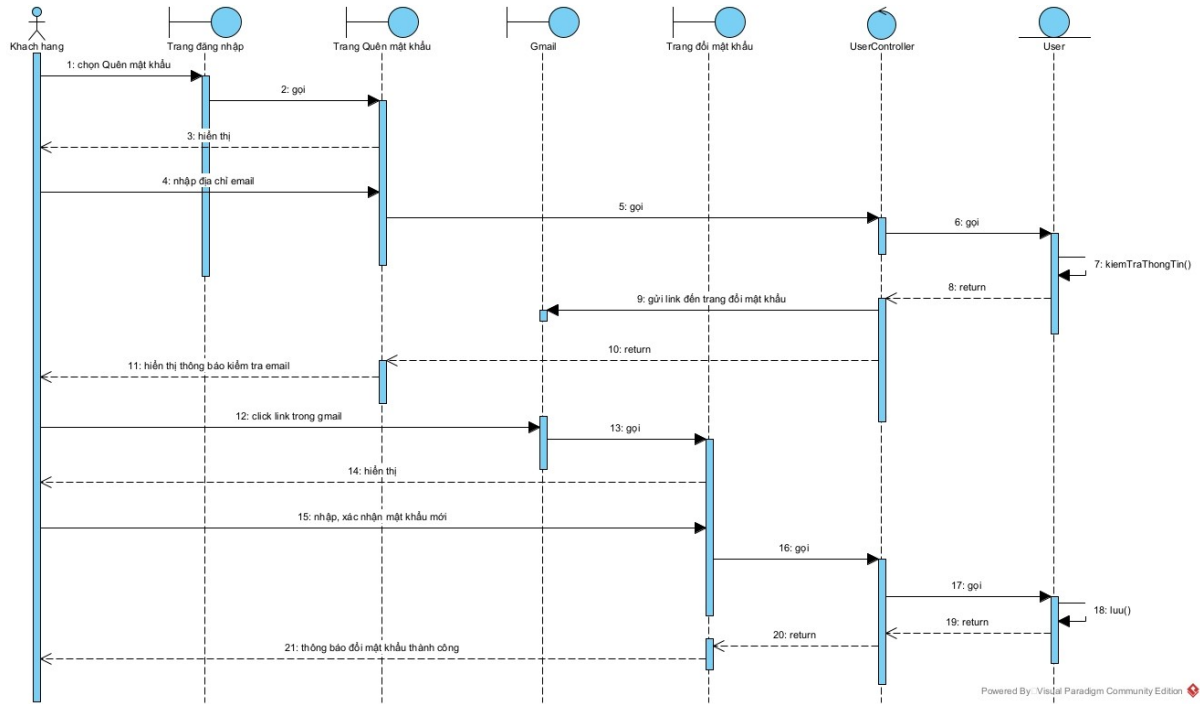 Khach hang
Trang đăng nhập
Trang Quên mật khẩu
Gmail
Trang đổi mật khẩu
UserController
User
1: chọn Quên mật khẩu
2: gọi
3: hiển thị
4: nhập địa chỉ email
5: gọi
6: gọi
7: kiemTraThongTin()
8: return
9: gửi link đến trang đổi mật khẩu
10: return
11: hiển thị thông báo kiểm tra email
12: click link trong gmail
13: gọi
14: hiển thị
15: nhập, xác nhận mật khẩu mới
16: gọi
17: gọi
18: luu()
19: return
20: return
21: thông báo đổi mật khẩu thành công
Powered By: Visual Paradigm Community Edition